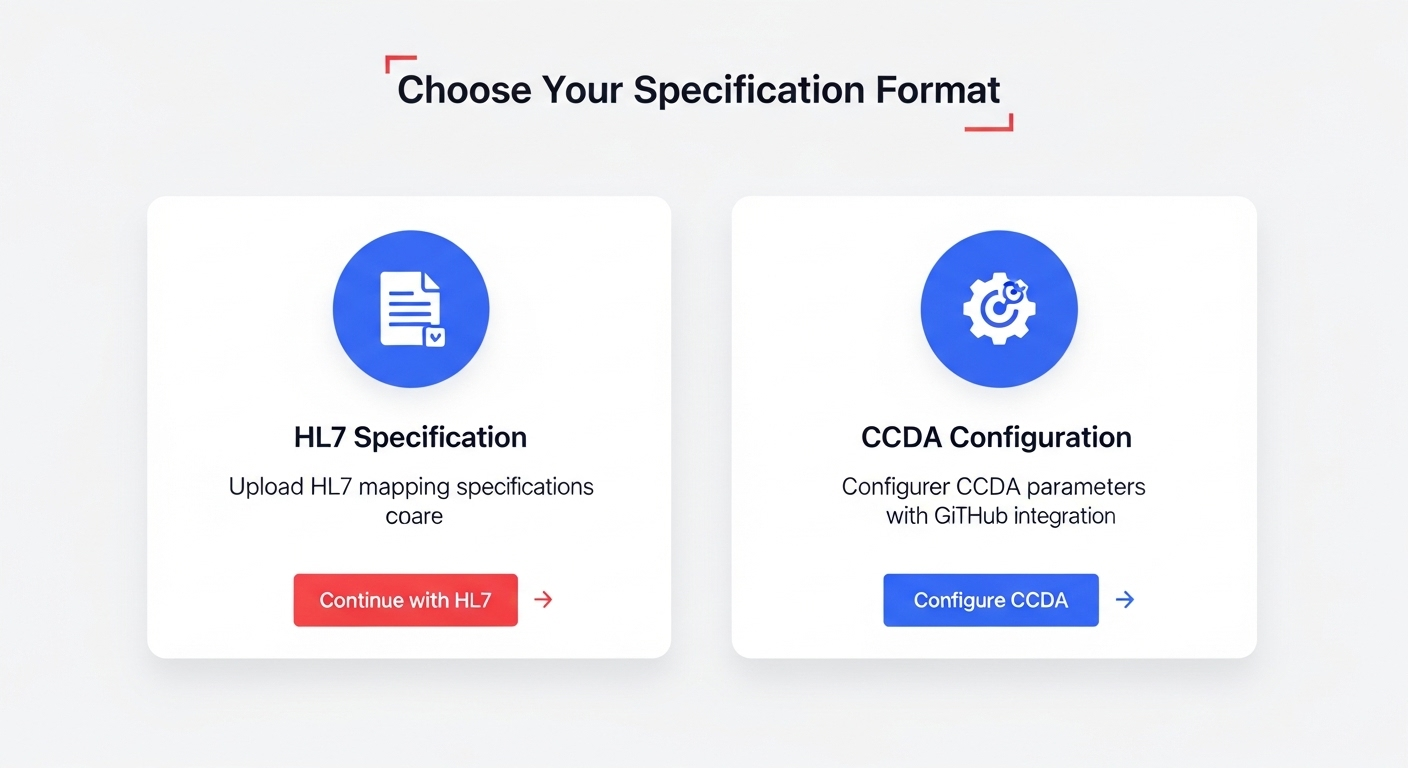 Choose Your Specification Format
HL7 Specification
Upload HL7 mapping specifications
coare
Continue with HL7
CCDA Configuration
Configurer CCDA parameters
with GiTHub integration
Configure CCDA